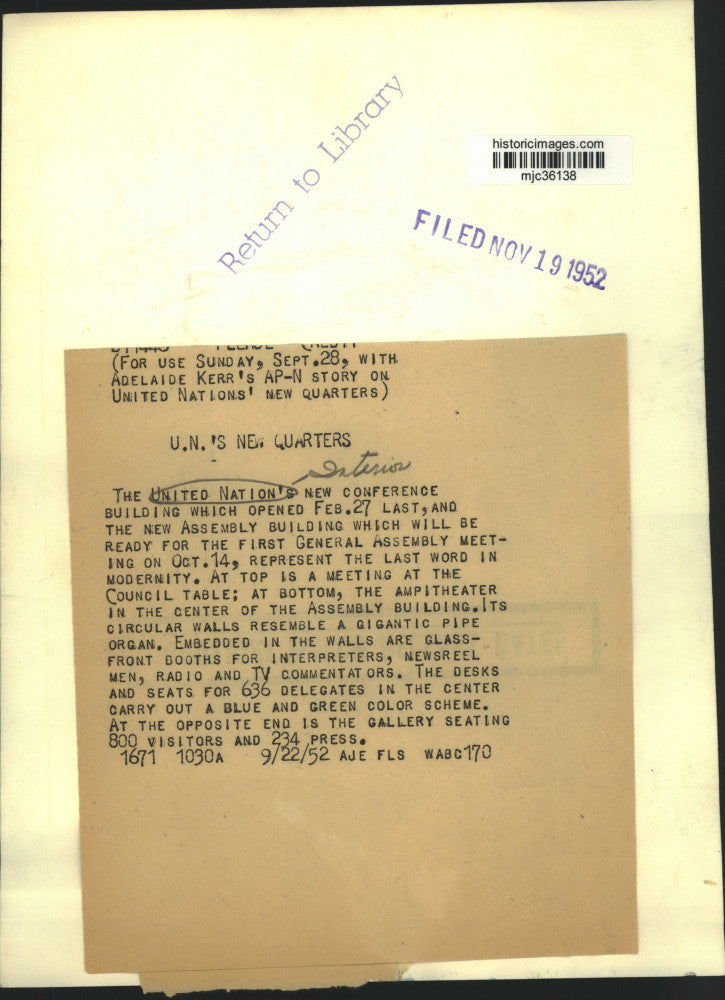 historicimages.com
mjc36138
Return to Library
FILED NOV 19 1952
(FOR USE SUNDAY, SEPT.28, WITH
ADELAIDE KERR'S AP-N STORY ON
UNITED NATIONS' NEW QUARTERS)
U.N.'S NEW QUARTERS
Interior
THE UNITED NATION'S NEW CONFERENCE
BUILDING WHICH OPENED FEB.27 LAST, AND
THE NEW ASSEMBLY BUILDING WHICH WILL BE
READY FOR THE FIRST GENERAL ASSEMBLY MEET-
ING ON OCT.14, REPRESENT THE LAST WORD IN
MODERNITY. AT TOP IS A MEETING AT THE
COUNCIL TABLE; AT BOTTOM, THE AMPITHEATER
IN THE CENTER OF THE ASSEMBLY BUILDING. ITS
CIRCULAR WALLS RESEMBLE A GIGANTIC PIPE
ORGAN. EMBEDDED IN THE WALLS ARE GLASS-
FRONT BOOTHS FOR INTERPRETERS, NEWSREEL
MEN, RADIO AND TV COMMENTATORS. THE DESKS
AND SEATS FOR 636 DELEGATES IN THE CENTER
CARRY OUT A BLUE AND GREEN COLOR SCHEME.
AT THE OPPOSITE END IS THE GALLERY SEATING
800 VISITORS AND 234 PRESS.
1671 1030A 9/22/52 AJE FLS WABC170